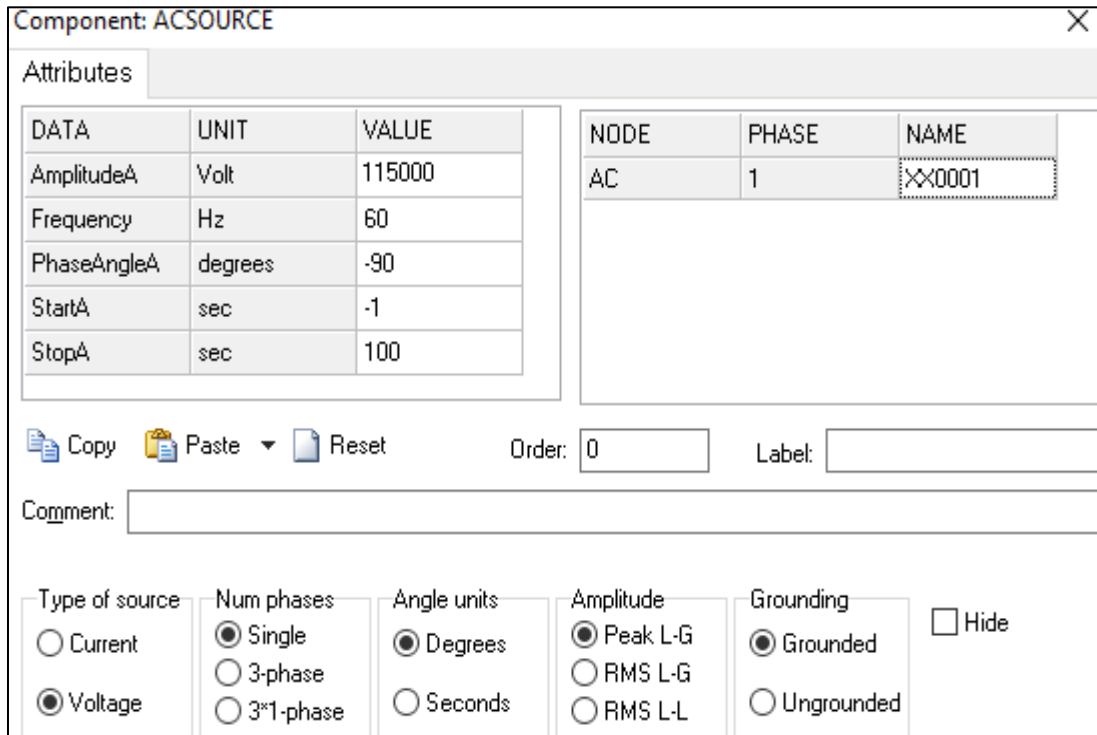 Component: ACSOURCE
Attributes
DATA UNIT VALUE
AmplitudeA Volt 115000
Frequency Hz 60
PhaseAngleA degrees -90
StartA sec -1
StopA sec 100
NODE PHASE NAME
AC 1 XX0001
Copy Paste Reset Order: 0 Label:
Comment:
Type of source
Current
Voltage
Num phases
Single
3-phase
3*1-phase
Angle units
Degrees
Seconds
Amplitude
Peak L-G
RMS L-G
RMS L-L
Grounding
Grounded
Ungrounded
Hide